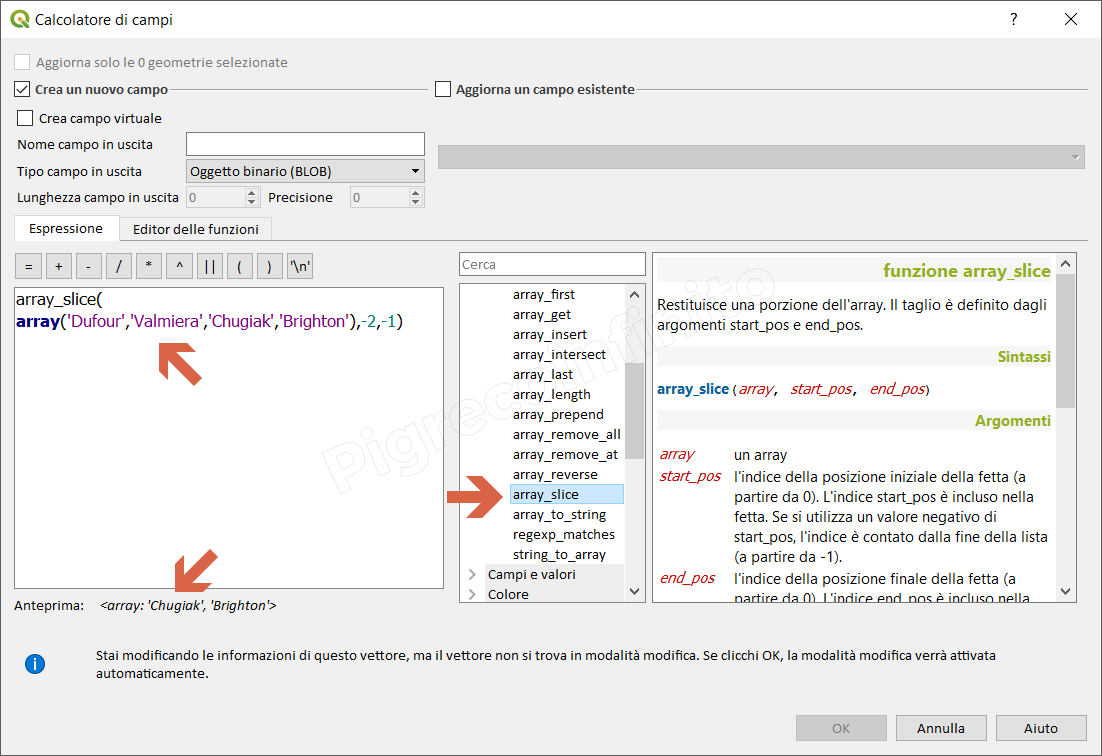 Calcolatore di campi
?
Aggiorna solo le 0 geometrie selezionate
Crea un nuovo campo
Aggiorna un campo esistente
Crea campo virtuale
Nome campo in uscita
Tipo campo in uscita
Oggetto binario (BLOB)
Lunghezza campo in uscita
0
Precisione
0
Espressione
Editor delle funzioni
= + - / * ^ || ( ) '\n'
array_slice(
array('Dufour','Valmiera','Chugiak','Brighton'),-2,-1)
Anteprima: <array: 'Chugiak', 'Brighton'>
Cerca
array_first
array_get
array_insert
array_intersect
array_last
array_length
array_prepend
array_remove_all
array_remove_at
array_reverse
array_slice
array_to_string
regexp_matches
string_to_array
Campi e valori
Colore
funzione array_slice
Restituisce una porzione dell'array. Il taglio è definito dagli
argomenti start_pos e end_pos.
Sintassi
array_slice(array, start_pos, end_pos)
Argomenti
array un array
start_pos l'indice della posizione iniziale della fetta (a
partire da 0). L'indice start_pos è incluso nella
fetta. Se si utilizza un valore negativo di
start_pos, l'indice è contato dalla fine della lista
(a partire da -1).
end_pos l'indice della posizione finale della fetta (a
partire da 0). L'indice end_pos è incluso nella
Pigrecoinfinito
i
Stai modificando le informazioni di questo vettore, ma il vettore non si trova in modalità modifica. Se clicchi OK, la modalità modifica verrà attivata
automaticamente.
OK
Annulla
Aiuto